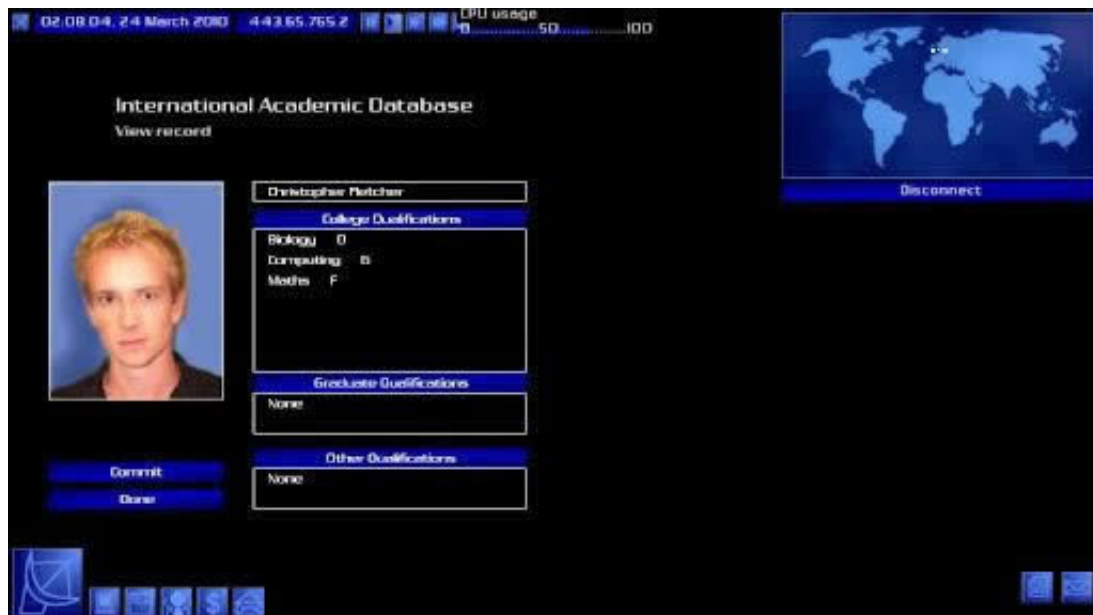 02.08.04, 24 March 2010
443.65.765.2
CPU usage
0 50 100
International Academic Database
View record
Christopher Fletcher
College Qualifications
Biology D
Computing B
Maths F
Graduate Qualifications
None
Other Qualifications
None
Commit
Done
Disconnect